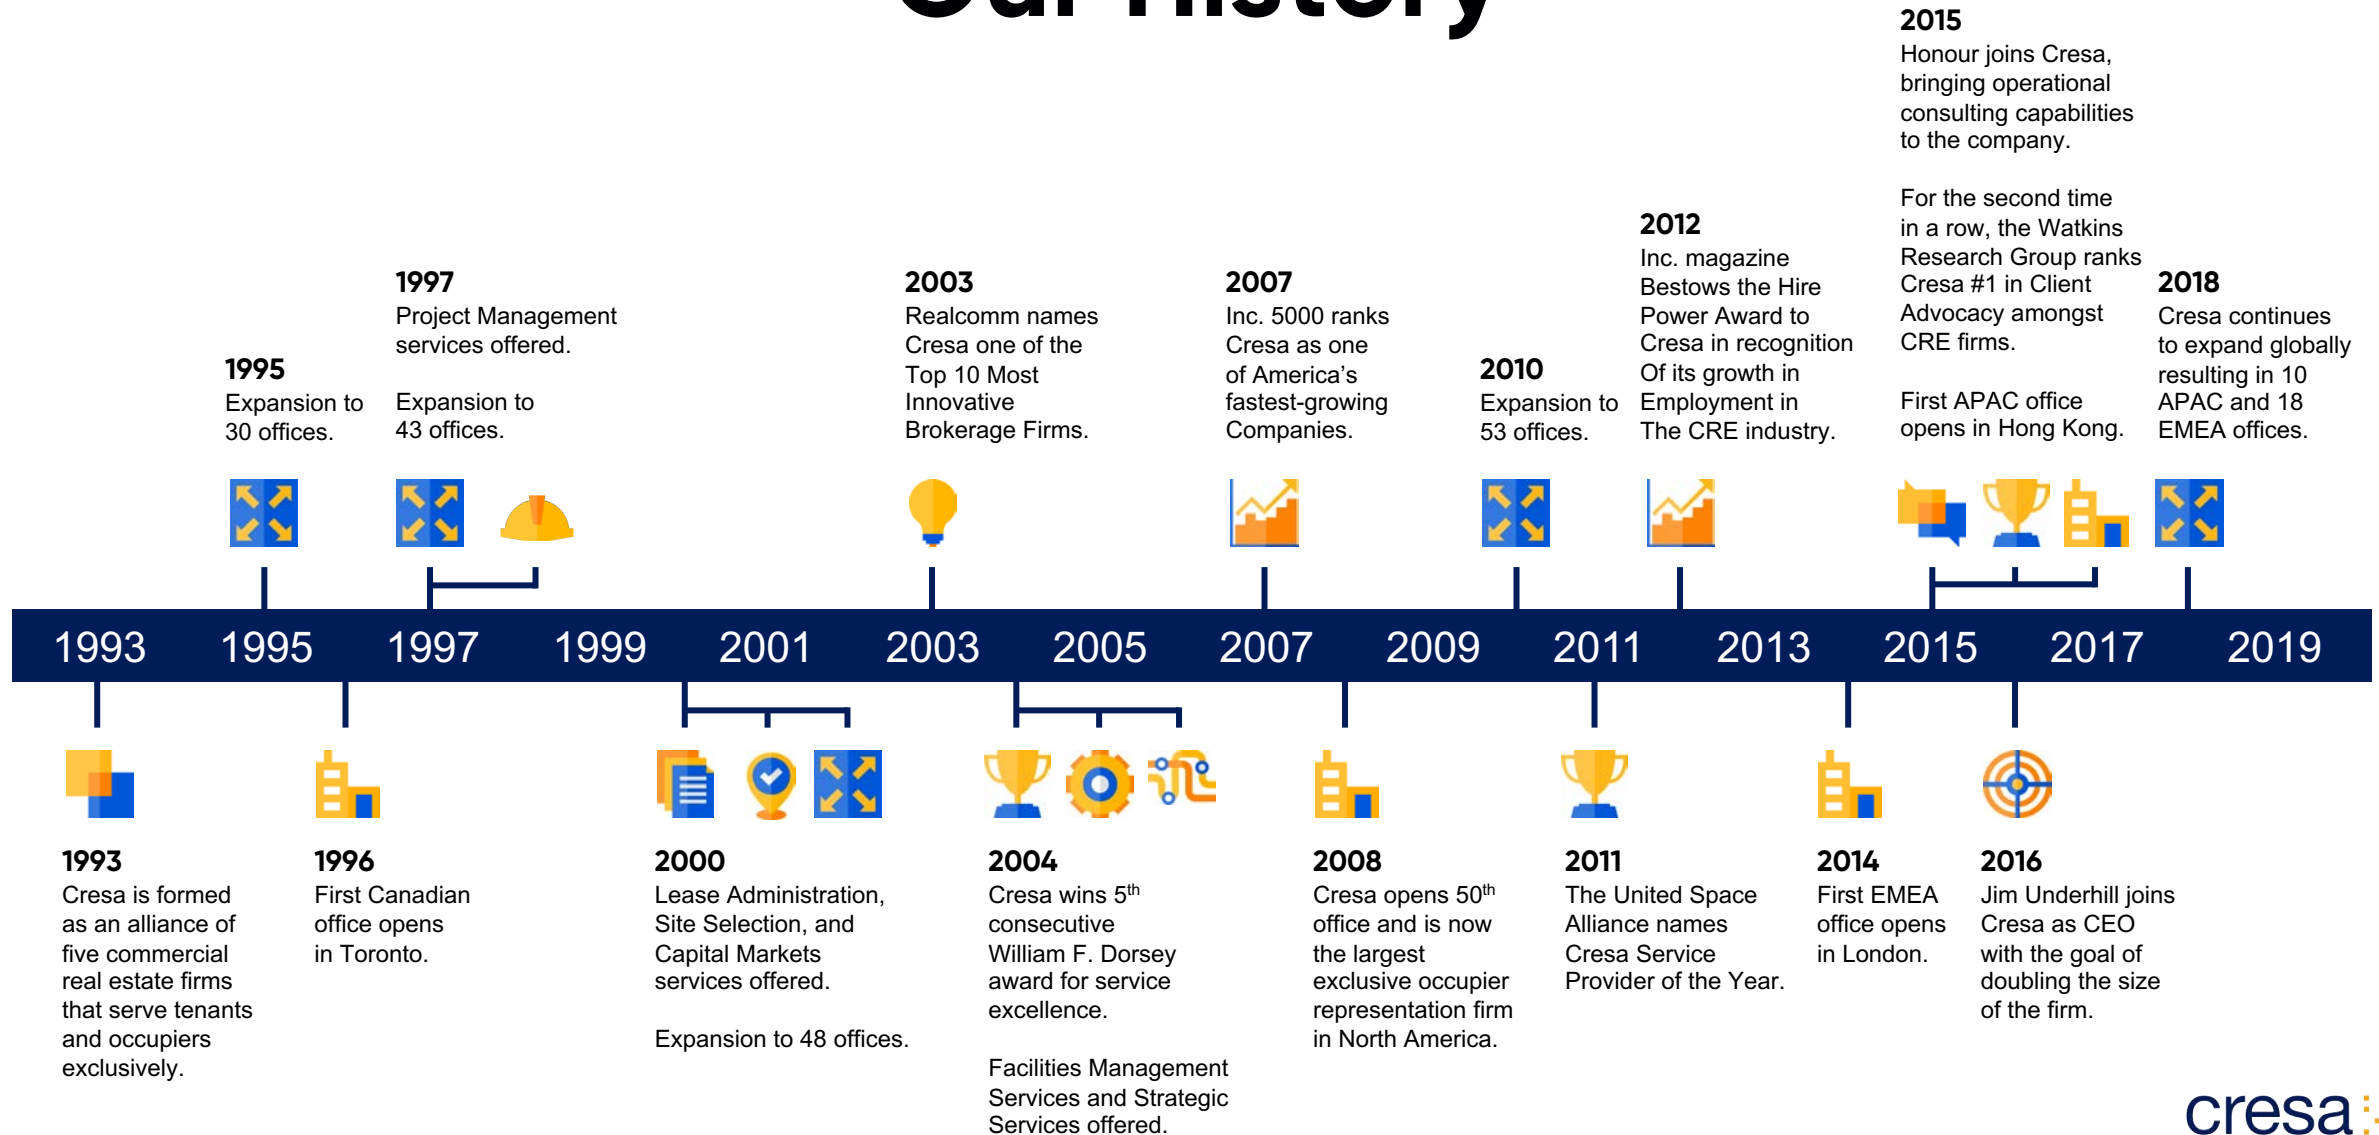 Our History
2015
Honour joins Cresa,
bringing operational
consulting capabilities
to the company.
For the second time
in a row, the Watkins
Research Group ranks
Cresa #1 in Client
Advocacy amongst
CRE firms.
First APAC office
opens in Hong Kong.
1995
Expansion to
30 offices.
1997
Project Management
services offered.
Expansion to
43 offices.
2003
Realcomm names
Cresa one of the
Top 10 Most
Innovative
Brokerage Firms.
2007
Inc. 5000 ranks
Cresa as one
of America’s
fastest-growing
Companies.
2010
Expansion to
53 offices.
2012
Inc. magazine
Bestows the Hire
Power Award to
Cresa in recognition
Of its growth in
Employment in
The CRE industry.
2018
Cresa continues
to expand globally
resulting in 10
APAC and 18
EMEA offices.
1993 1995 1997 1999 2001 2003 2005 2007 2009 2011 2013 2015 2017 2019
1993
Cresa is formed
as an alliance of
five commercial
real estate firms
that serve tenants
and occupiers
exclusively.
1996
First Canadian
office opens
in Toronto.
2000
Lease Administration,
Site Selection, and
Capital Markets
services offered.
Expansion to 48 offices.
2004
Cresa wins 5th
consecutive
William F. Dorsey
award for service
excellence.
Facilities Management
Services and Strategic
Services offered.
2008
Cresa opens 50th
office and is now
the largest
exclusive occupier
representation firm
in North America.
2011
The United Space
Alliance names
Cresa Service
Provider of the Year.
2014
First EMEA
office opens
in London.
2016
Jim Underhill joins
Cresa as CEO
with the goal of
doubling the size
of the firm.
cresa